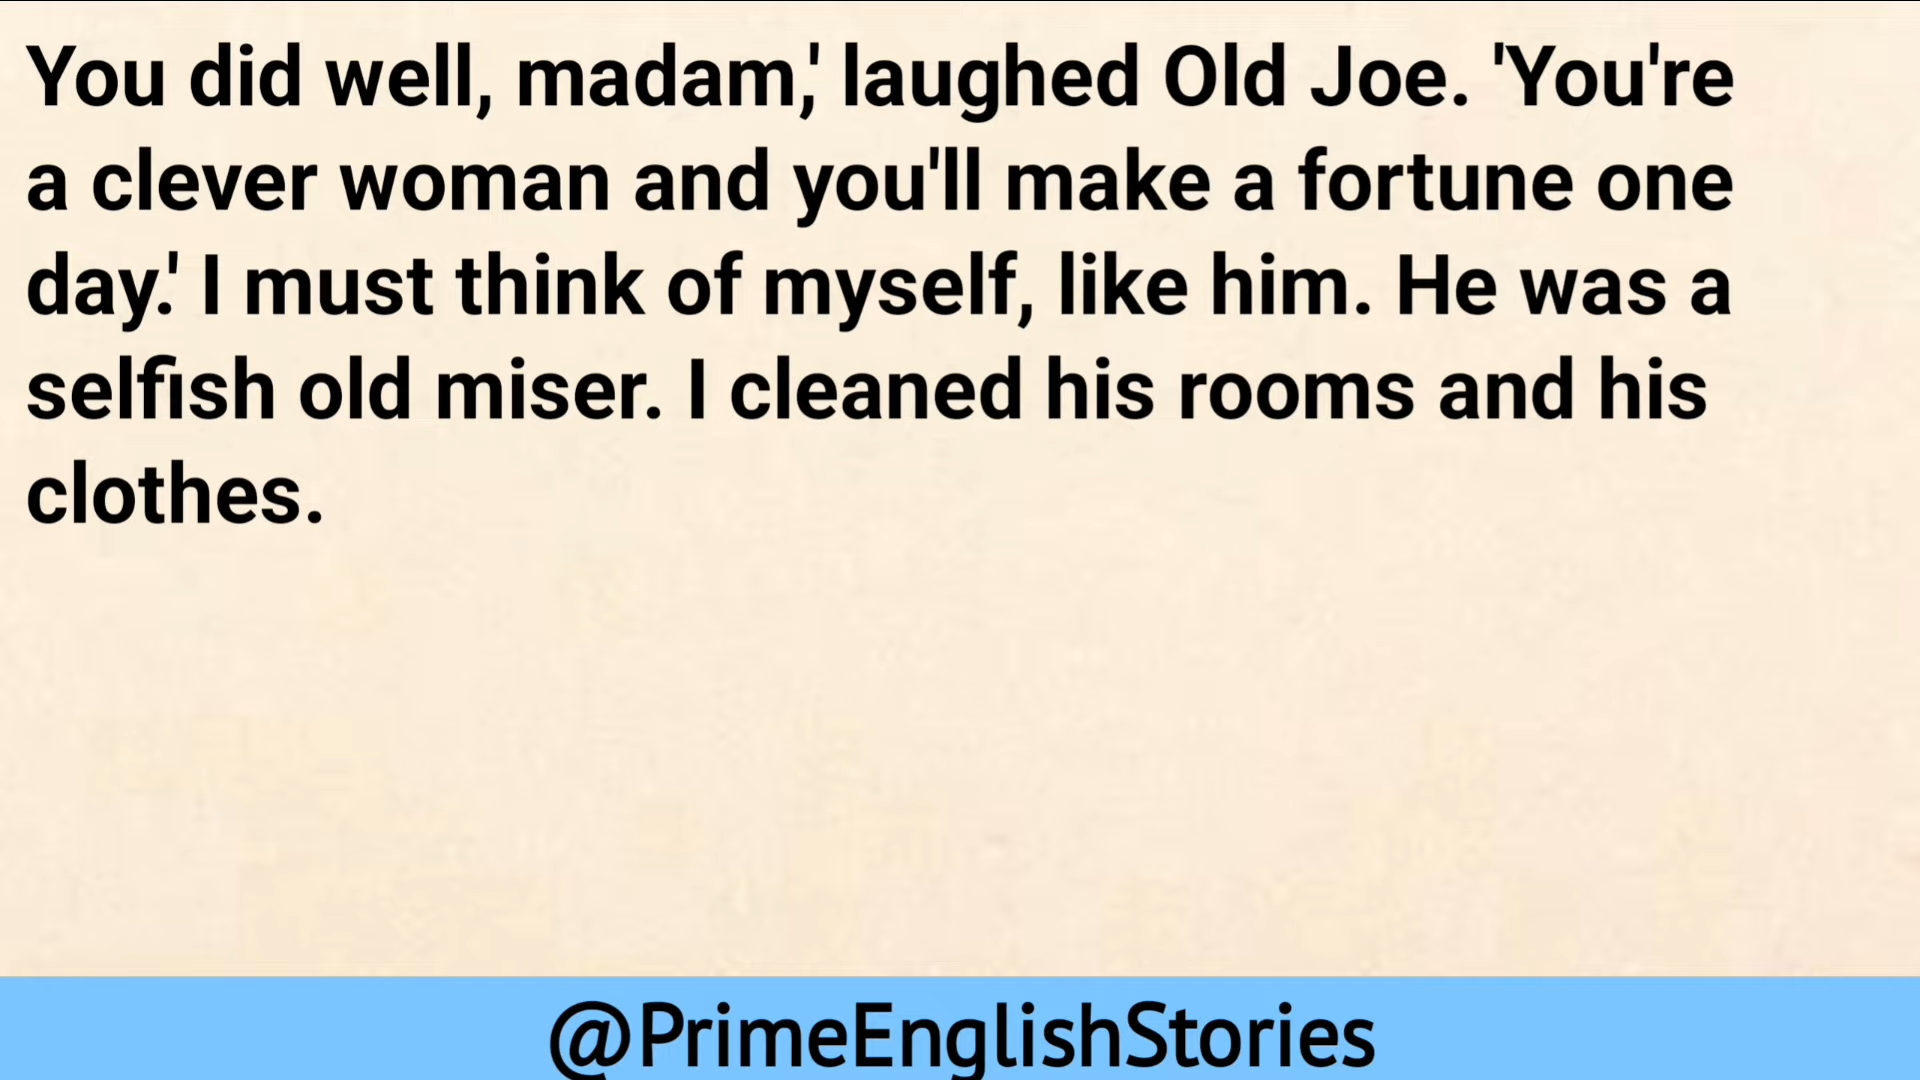 You did well, madam,' laughed Old Joe. 'You're
a clever woman and you'll make a fortune one
day.' I must think of myself, like him. He was a
selfish old miser. I cleaned his rooms and his
clothes.
@PrimeEnglishStories